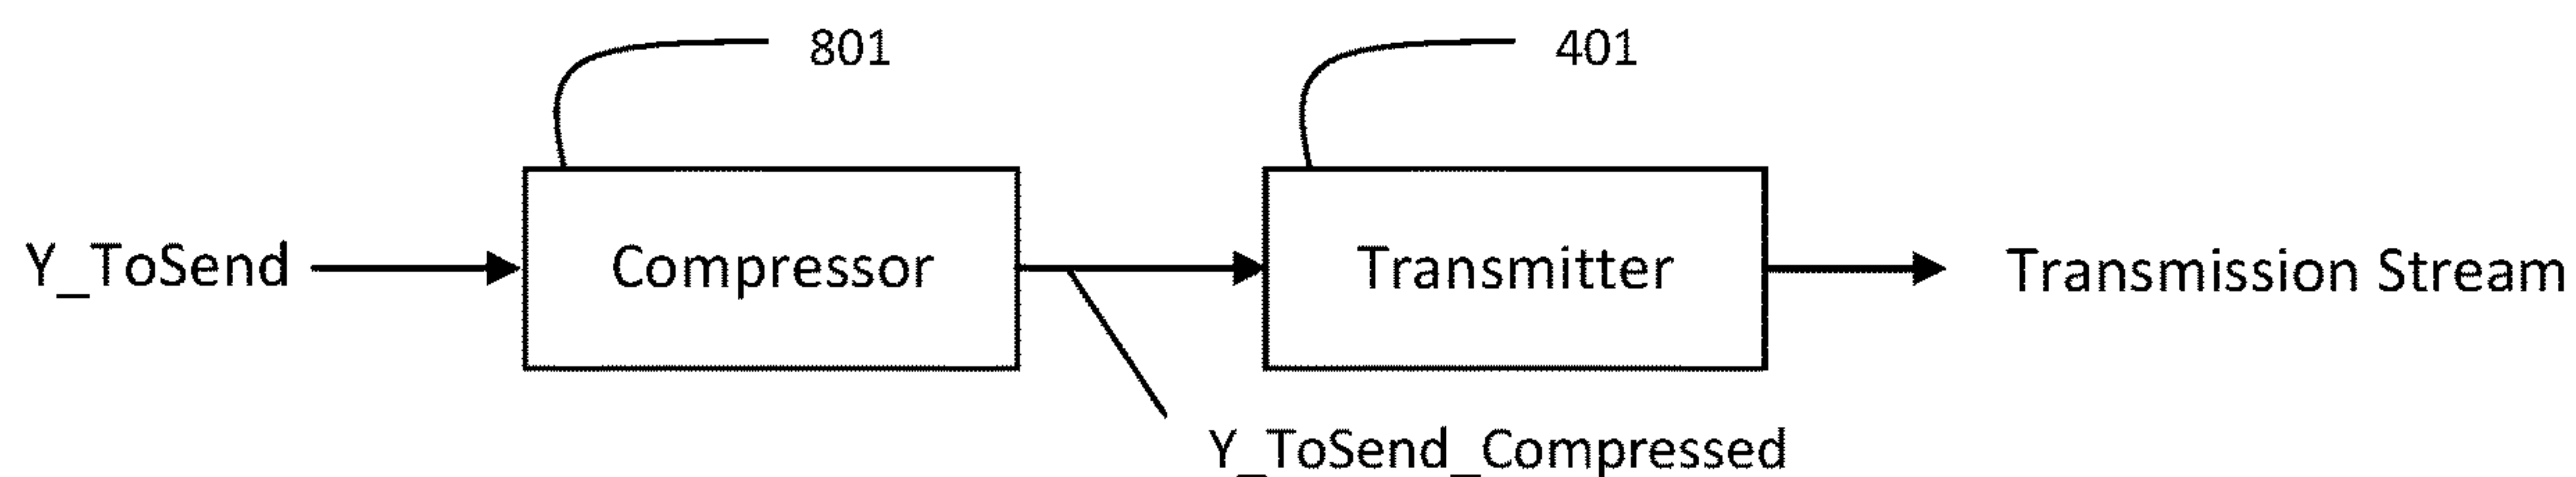 801
401
Y_ToSend
Compressor
Transmitter
Transmission Stream
Y_ToSend_Compressed